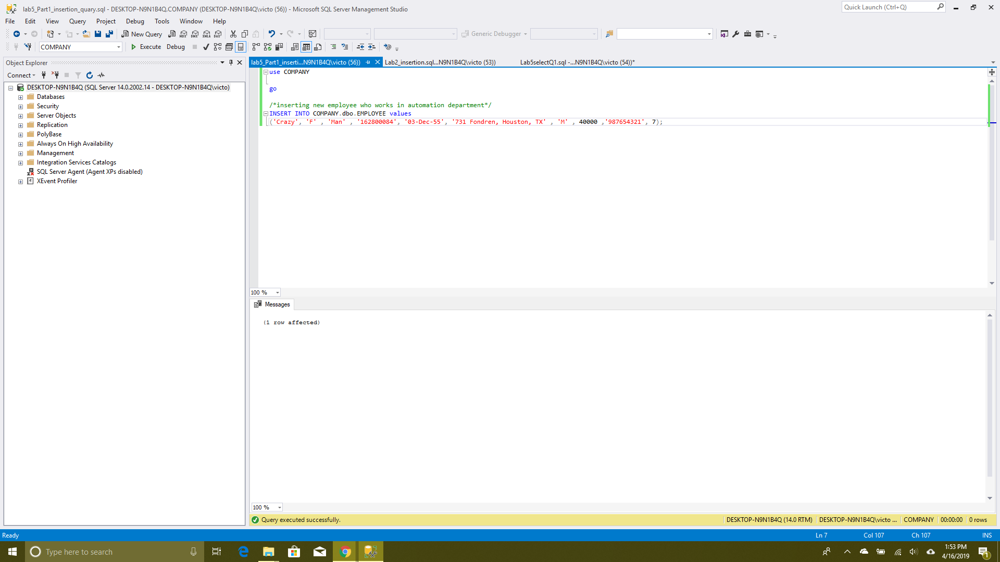 lab5_Part1_insertion_quary.sql - DESKTOP-N9N1B4Q.COMPANY (DESKTOP-N9N1B4Q\victo (56)) - Microsoft SQL Server Management Studio
Quick Launch (Ctrl+Q)
File Edit View Query Project Debug Tools Window Help
New Query
MDX DMX XMLA DAX
Generic Debugger
COMPANY
Execute Debug
Object Explorer
lab5_Part1_inserti...N9N1B4Q\victo (56)) Lab2_insertion.sql...N9N1B4Q\victo (53)) Lab5selectQ1.sql -...N9N1B4Q\victo (54))*
Connect
DESKTOP-N9N1B4Q (SQL Server 14.0.2002.14 - DESKTOP-N9N1B4Q\victo)
Databases
Security
Server Objects
Replication
PolyBase
Always On High Availability
Management
Integration Services Catalogs
SQL Server Agent (Agent XPs disabled)
XEvent Profiler
use COMPANY
go
/*inserting new employee who works in automation department*/
INSERT INTO COMPANY.dbo.EMPLOYEE values
('Crazy', 'F' , 'Man' , '162800084', '03-Dec-55', '731 Fondren, Houston, TX' , 'M' , 40000 ,'987654321', 7);
100 %
Messages
(1 row affected)
100 %
Query executed successfully.
DESKTOP-N9N1B4Q (14.0 RTM) DESKTOP-N9N1B4Q\victo ... COMPANY 00:00:00 0 rows
Ready
Ln 7 Col 107 Ch 107 INS
Type here to search
1:53 PM
4/16/2019
1